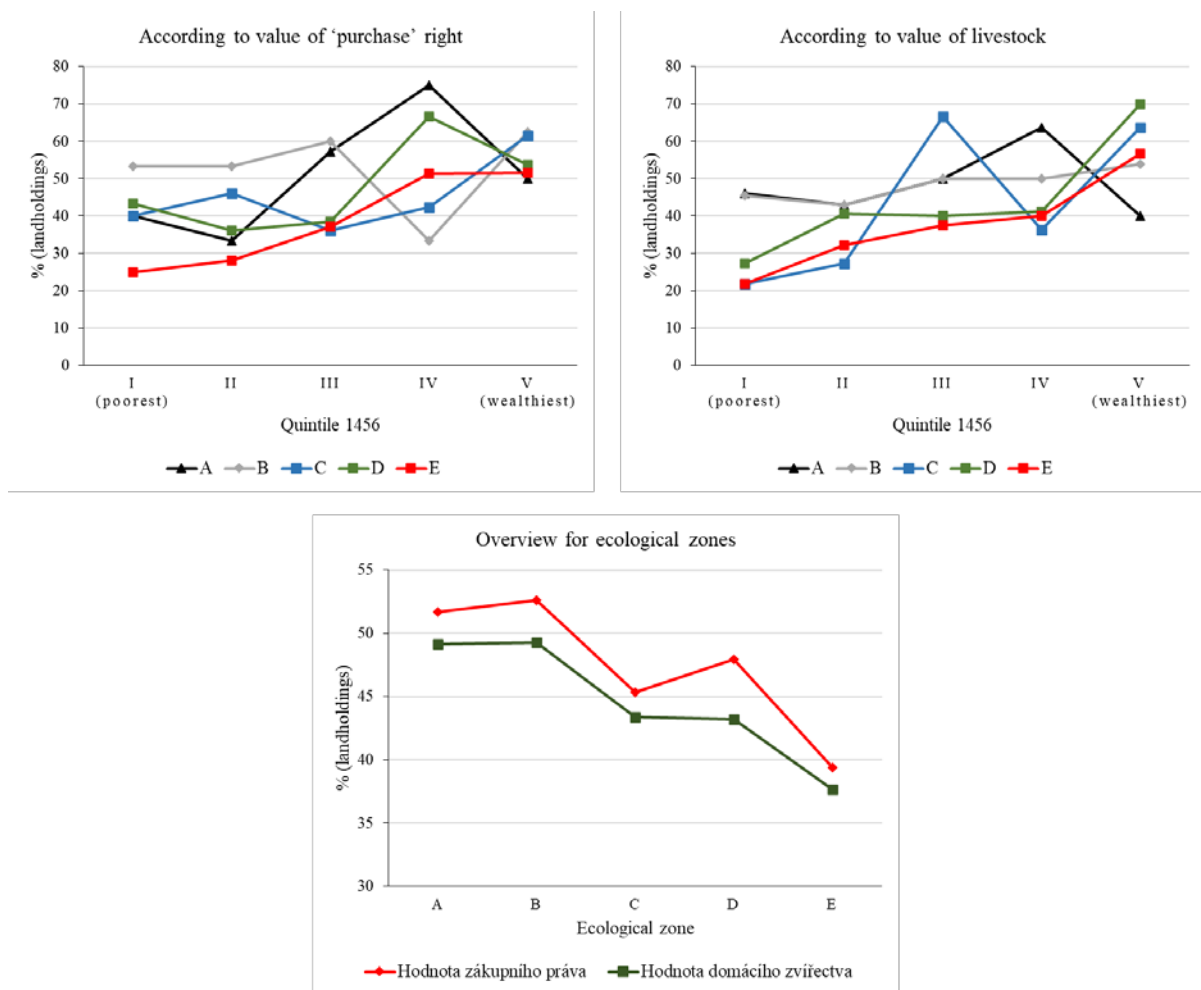 According to value of ‘purchase’ right
80
70
60
50
40
30
20
10
0
% (landholdings)
I
(poorest)
II
III
IV
V
(wealthiest)
Quintile 1456
A
B
C
D
E
According to value of livestock
80
70
60
50
40
30
20
10
0
% (landholdings)
I
(poorest)
II
III
IV
V
(wealthiest)
Quintile 1456
A
B
C
D
E
Overview for ecological zones
55
50
45
40
35
30
% (landholdings)
A
B
C
D
E
Ecological zone
Hodnota zákupního práva
Hodnota domácího zvířectva